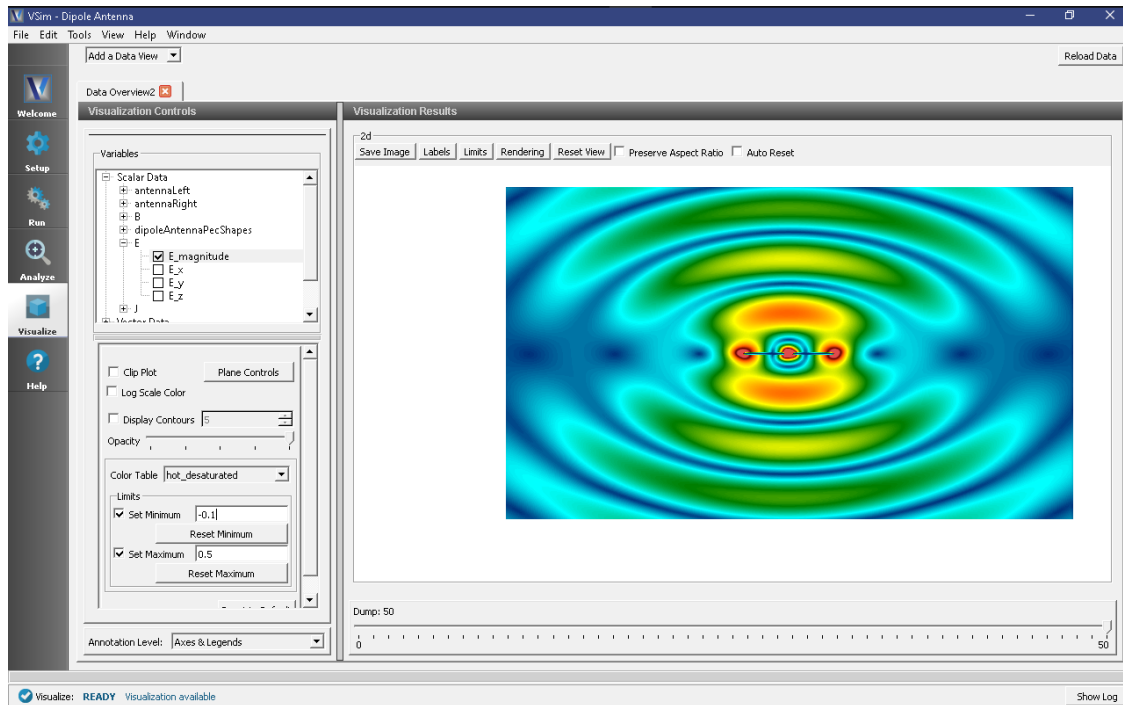 VSim - Dipole Antenna
File Edit Tools View Help Window
Add a Data View
Reload Data
Data Overview2
Welcome
Setup
Run
Analyze
Visualize
Help
Visualization Controls
Variables
Scalar Data
antennaLeft
antennaRight
B
dipoleAntennaPecShapes
E
E_magnitude
E_x
E_y
E_z
J
Vector Data
Clip Plot
Plane Controls
Log Scale Color
Display Contours 5
Opacity
Color Table hot_desaturated
Limits
Set Minimum -0.1
Reset Minimum
Set Maximum 0.5
Reset Maximum
Annotation Level: Axes & Legends
Visualization Results
2d
Save Image Labels Limits Rendering Reset View Preserve Aspect Ratio Auto Reset
Dump: 50
0 50
Visualize: READY Visualization available
Show Log